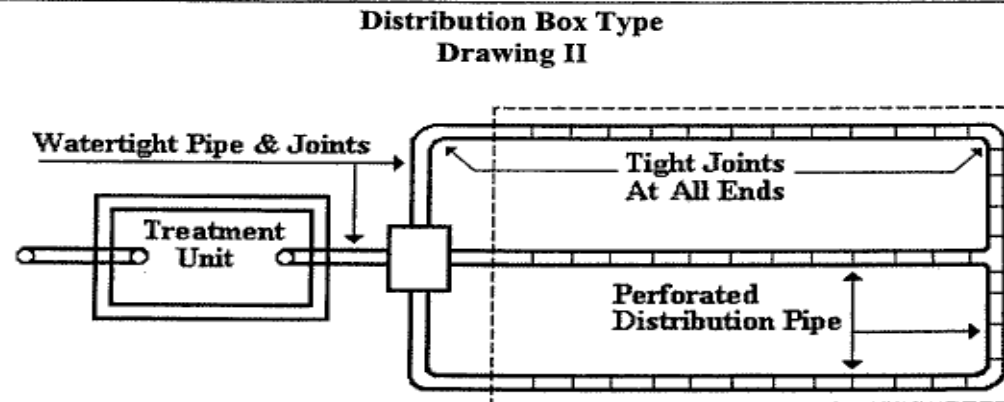 Distribution Box Type
Drawing II
Watertight Pipe & Joints
Tight Joints
At All Ends
Treatment
Unit
Perforated
Distribution Pipe